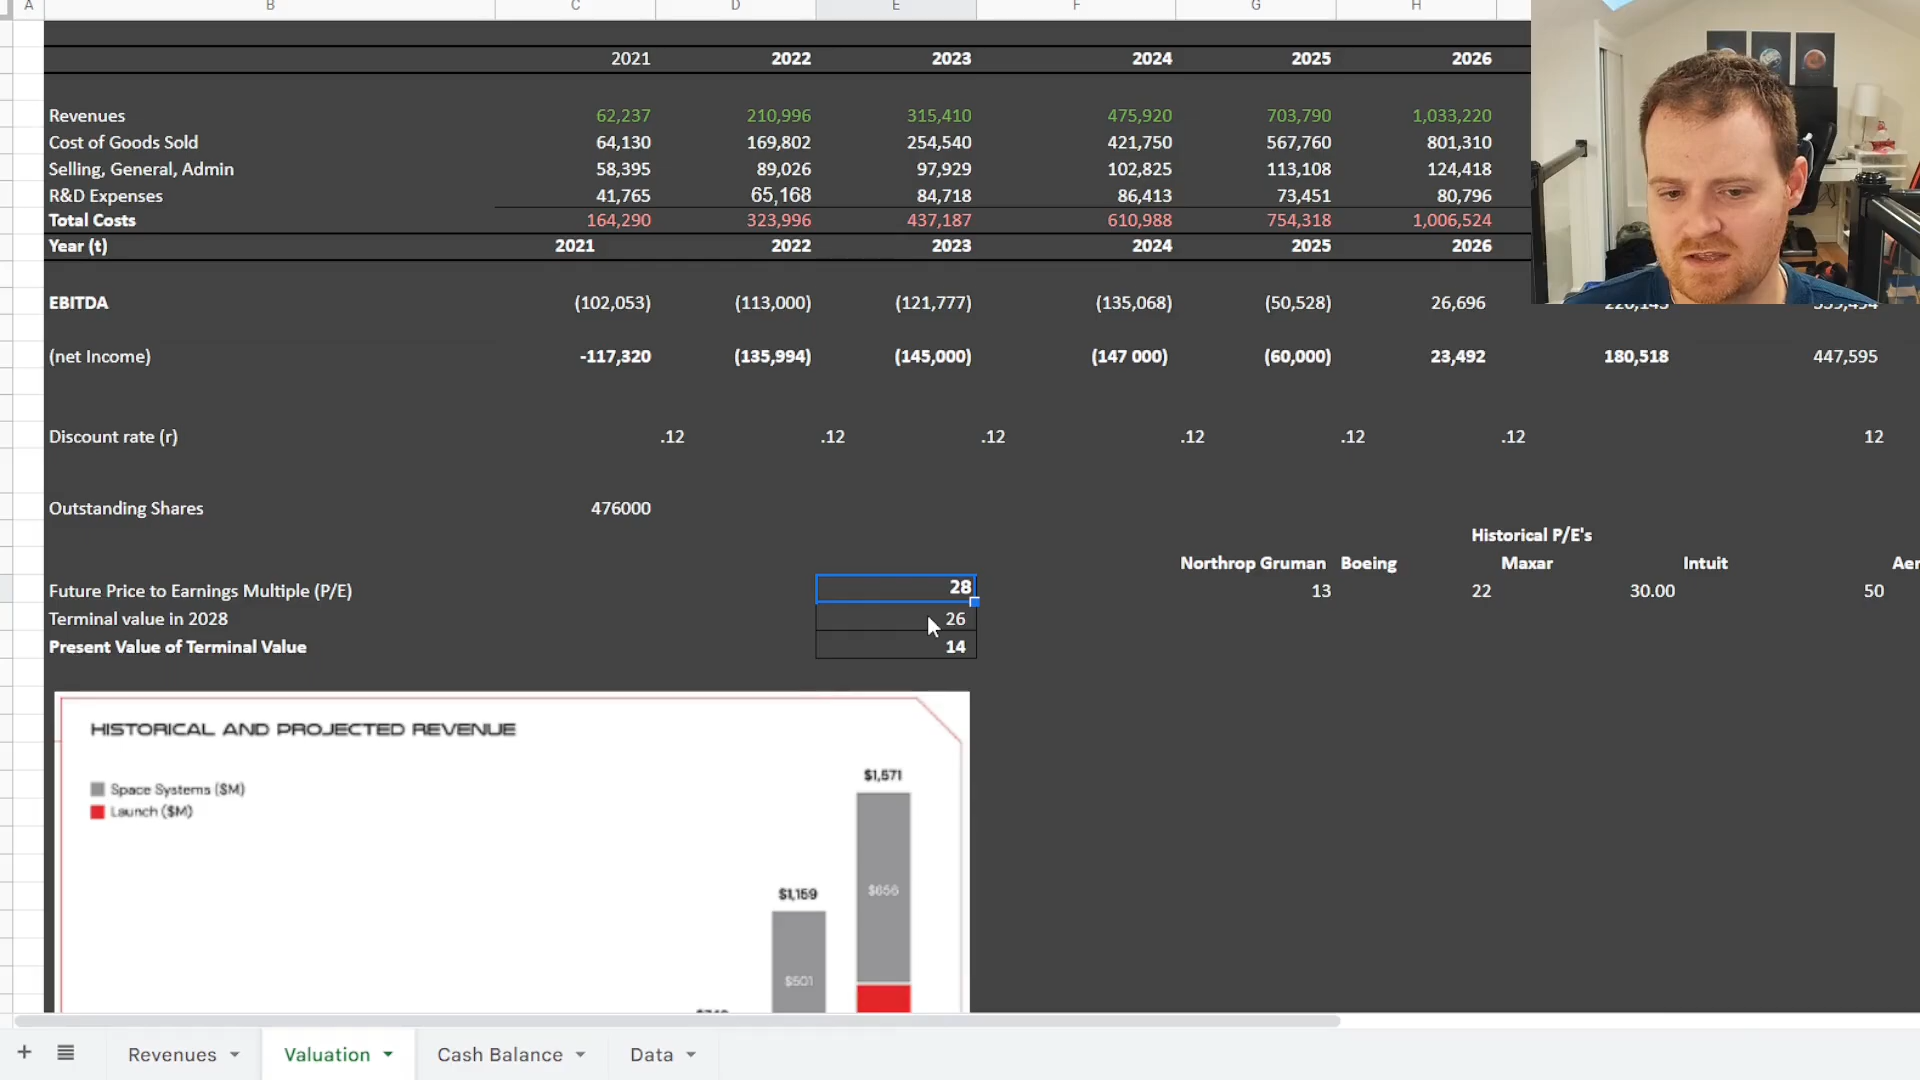 A B C D E F G H
2021 2022 2023 2024 2025 2026
Revenues 62,237 210,996 315,410 475,920 703,790 1,033,220
Cost of Goods Sold 64,130 169,802 254,540 421,750 567,760 801,310
Selling, General, Admin 58,395 89,026 97,929 102,825 113,108 124,418
R&D Expenses 41,765 65,168 84,718 86,413 73,451 80,796
Total Costs 164,290 323,996 437,187 610,988 754,318 1,006,524
Year (t) 2021 2022 2023 2024 2025 2026
EBITDA (102,053) (113,000) (121,777) (135,068) (50,528) 26,696
(net Income) -117,320 (135,994) (145,000) (147 000) (60,000) 23,492 180,518 447,595
Discount rate (r) .12 .12 .12 .12 .12 .12 12
Outstanding Shares 476000
Historical P/E's
Northrop Gruman Boeing Maxar Intuit Aer
Future Price to Earnings Multiple (P/E) 28 13 22 30.00 50
Terminal value in 2028 26
Present Value of Terminal Value 14
HISTORICAL AND PROJECTED REVENUE
Space Systems ($M)
Launch ($M)
$1,571
$656
$1,159
$501
+ Revenues Valuation Cash Balance Data